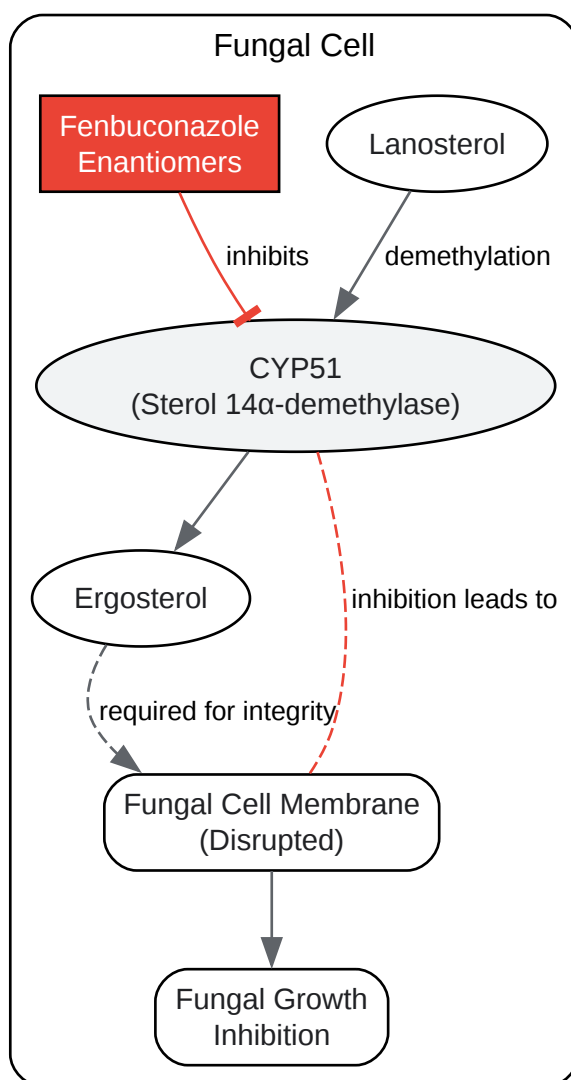 Fungal Cell
Fenbuconazole
Enantiomers
Lanosterol
inhibits
demethylation
CYP51
(Sterol 14α-demethylase)
Ergosterol
inhibition leads to
required for integrity
Fungal Cell Membrane
(Disrupted)
Fungal Growth
Inhibition